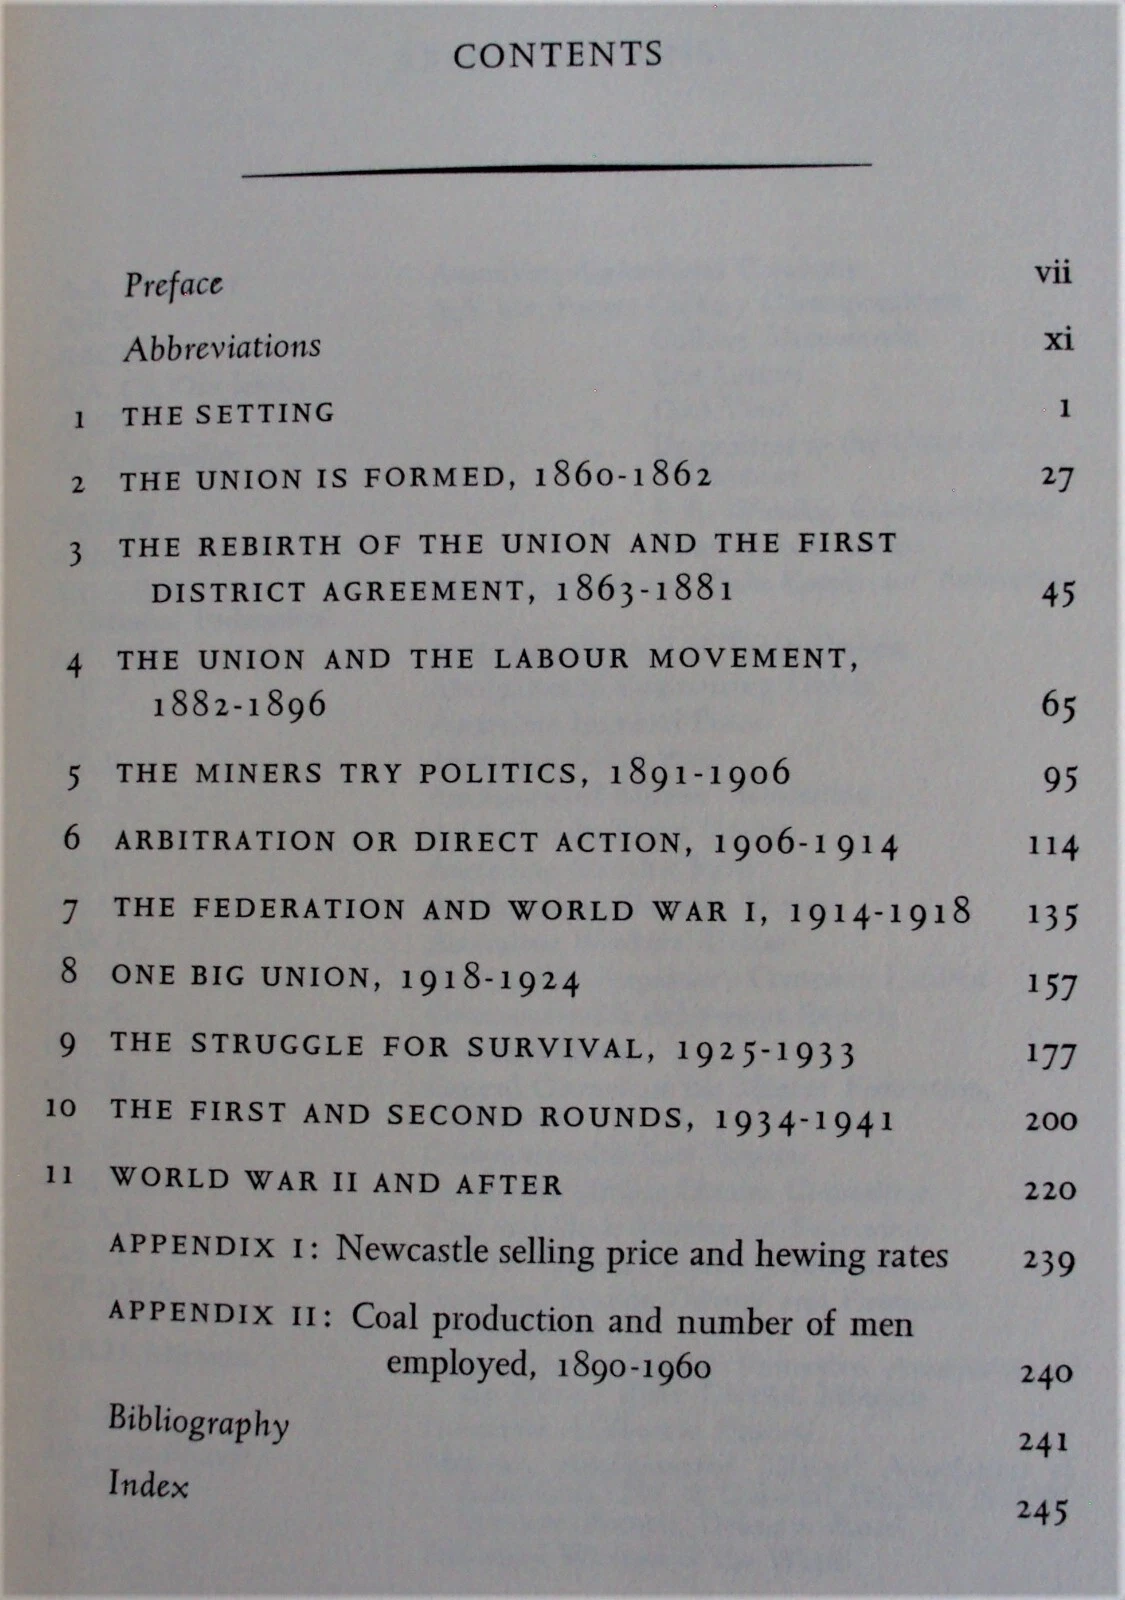 CONTENTS
Preface vii
Abbreviations xi
1 THE SETTING 1
2 THE UNION IS FORMED, 1860-1862 27
3 THE REBIRTH OF THE UNION AND THE FIRST
DISTRICT AGREEMENT, 1863-1881 45
4 THE UNION AND THE LABOUR MOVEMENT,
1882-1896 65
5 THE MINERS TRY POLITICS, 1891-1906 95
6 ARBITRATION OR DIRECT ACTION, 1906-1914 114
7 THE FEDERATION AND WORLD WAR I, 1914-1918 135
8 ONE BIG UNION, 1918-1924 157
9 THE STRUGGLE FOR SURVIVAL, 1925-1933 177
10 THE FIRST AND SECOND ROUNDS, 1934-1941 200
11 WORLD WAR II AND AFTER 220
APPENDIX I: Newcastle selling price and hewing rates 239
APPENDIX II: Coal production and number of men
employed, 1890-1960 240
Bibliography 241
Index 245